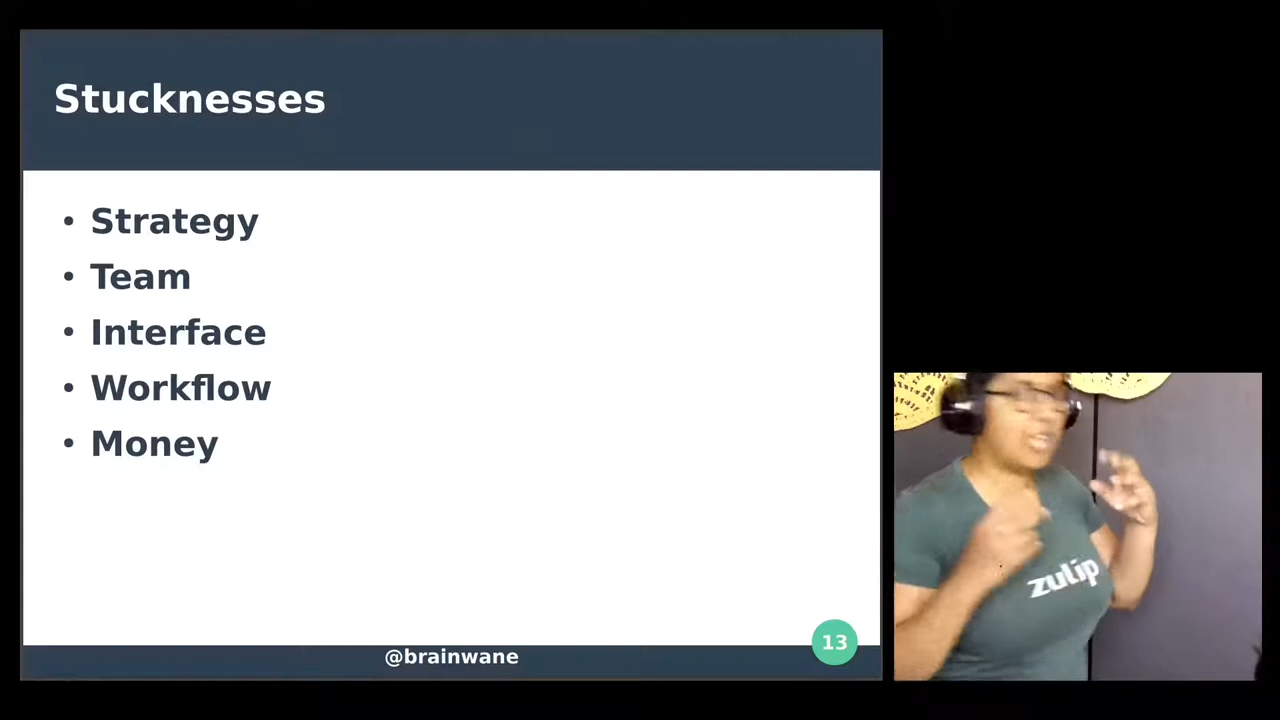 Stucknesses
• Strategy
• Team
• Interface
• Workflow
• Money
@brainwane
13
zulip